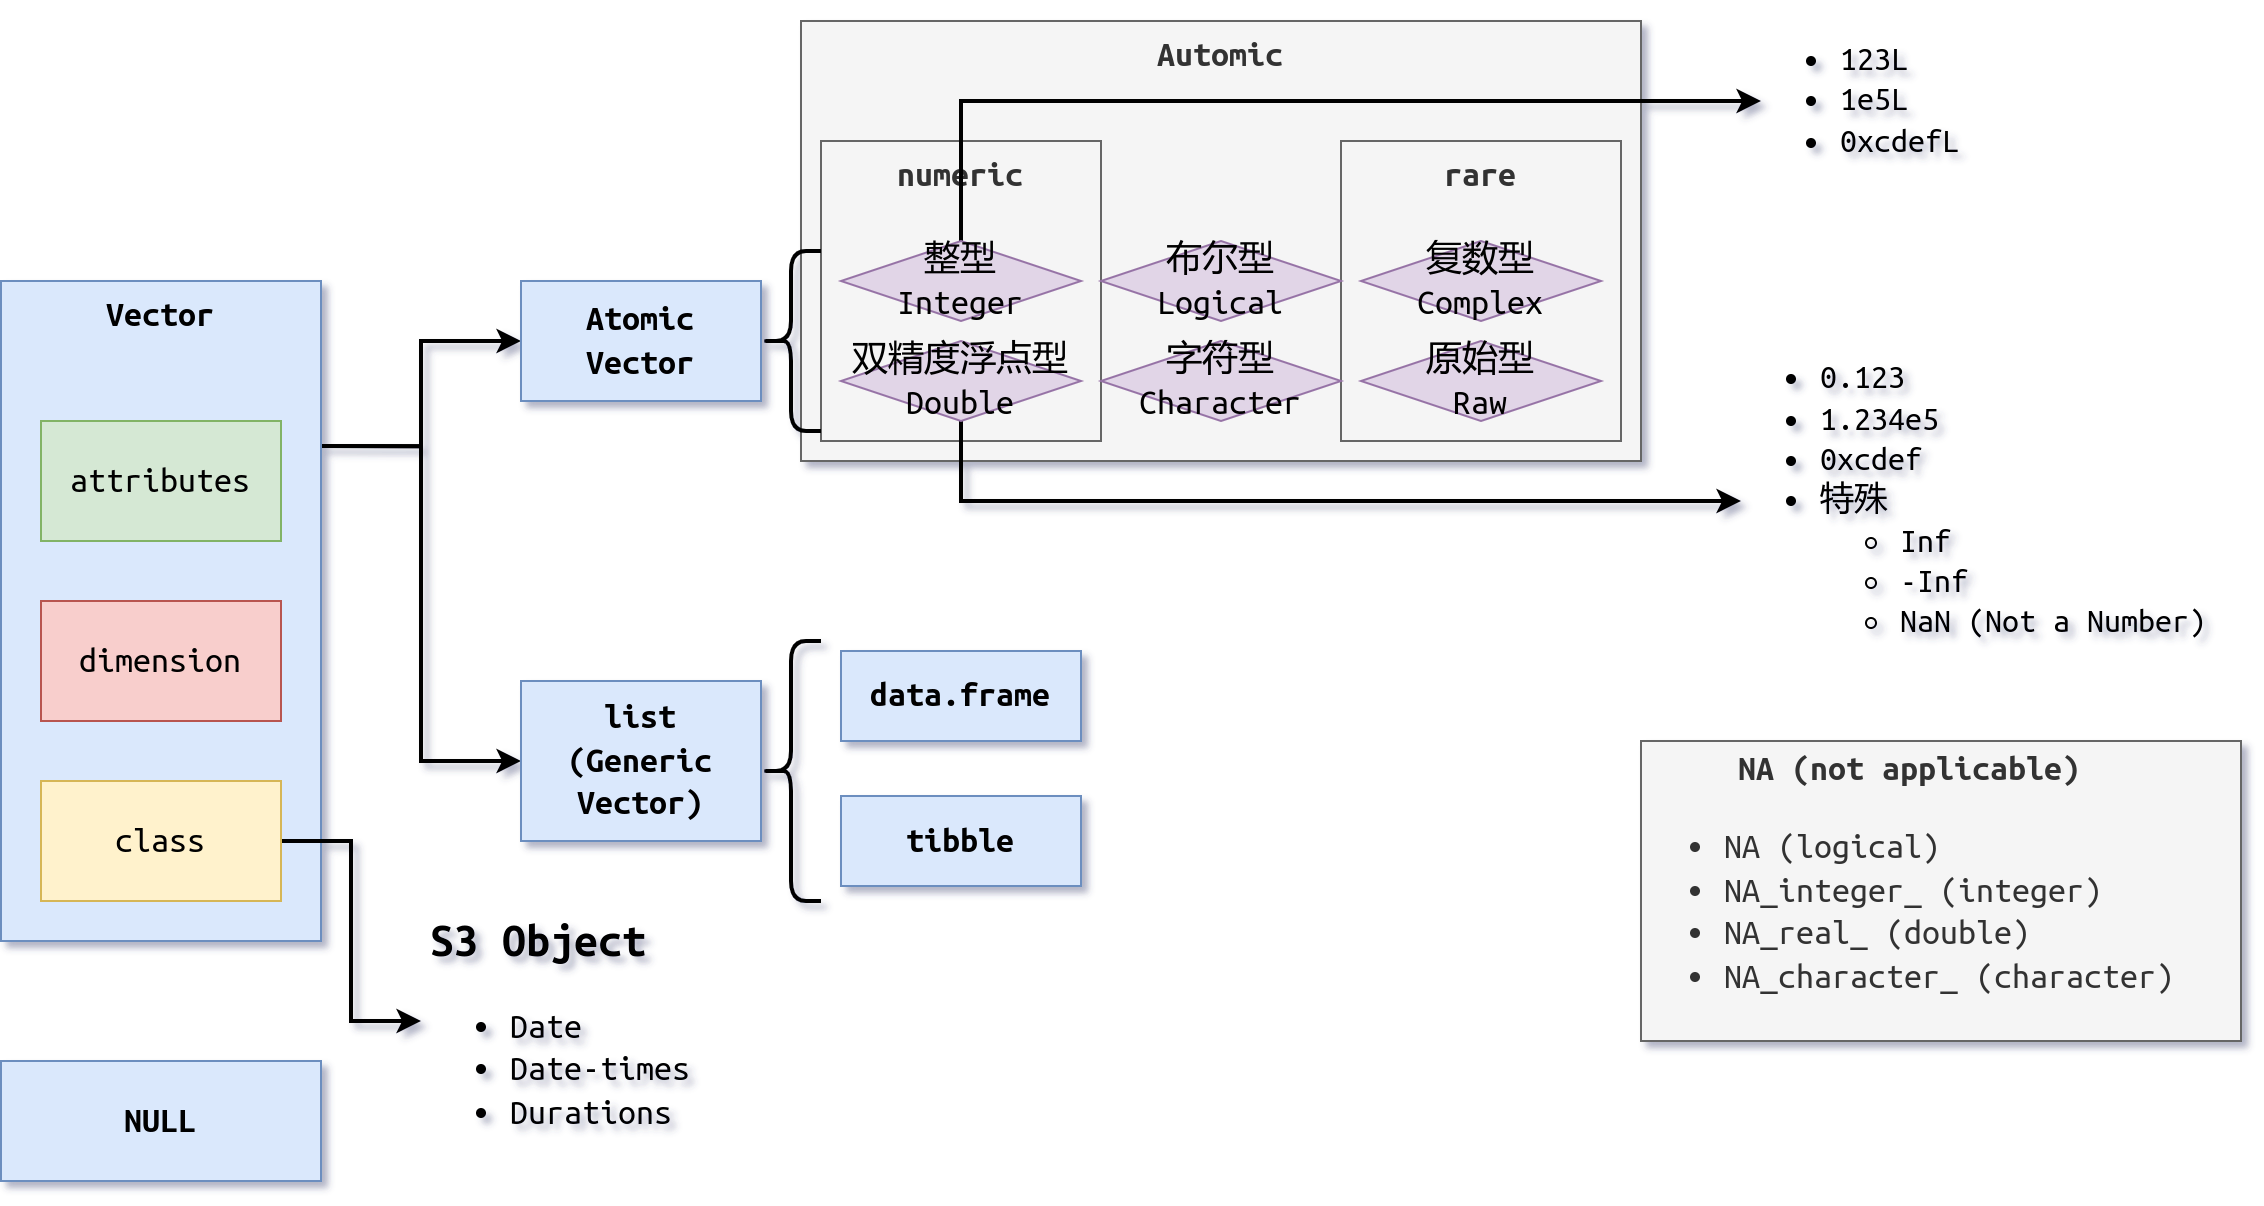 Automic
numeric
rare
整型
Integer
布尔型
Logical
复数型
Complex
双精度浮点型
Double
字符型
Character
原始型
Raw
• 123L
• 1e5L
• 0xcdefL
Vector
attributes
dimension
class
Atomic
Vector
• 0.123
• 1.234e5
• 0xcdef
• 特殊
○ Inf
○ -Inf
○ NaN (Not a Number)
list
(Generic
Vector)
data.frame
tibble
NA (not applicable)
• NA (logical)
• NA_integer_ (integer)
• NA_real_ (double)
• NA_character_ (character)
S3 Object
• Date
• Date-times
• Durations
NULL